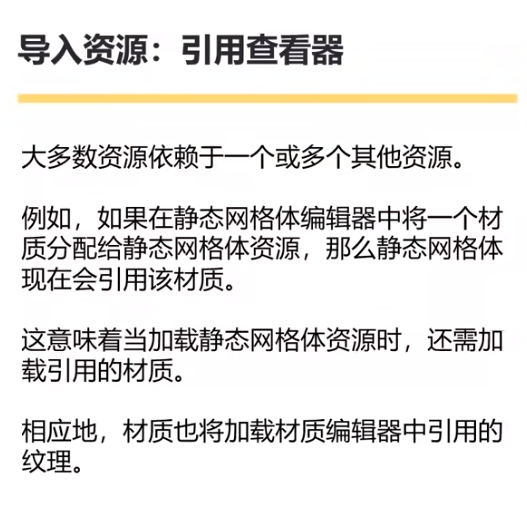 导入资源：引用查看器
大多数资源依赖于一个或多个其他资源。
例如，如果在静态网格体编辑器中将一个材
质分配给静态网格体资源，那么静态网格体
现在会引用该材质。
这意味着当加载静态网格体资源时，还需加
载引用的材质。
相应地，材质也将加载材质编辑器中引用的
纹理。